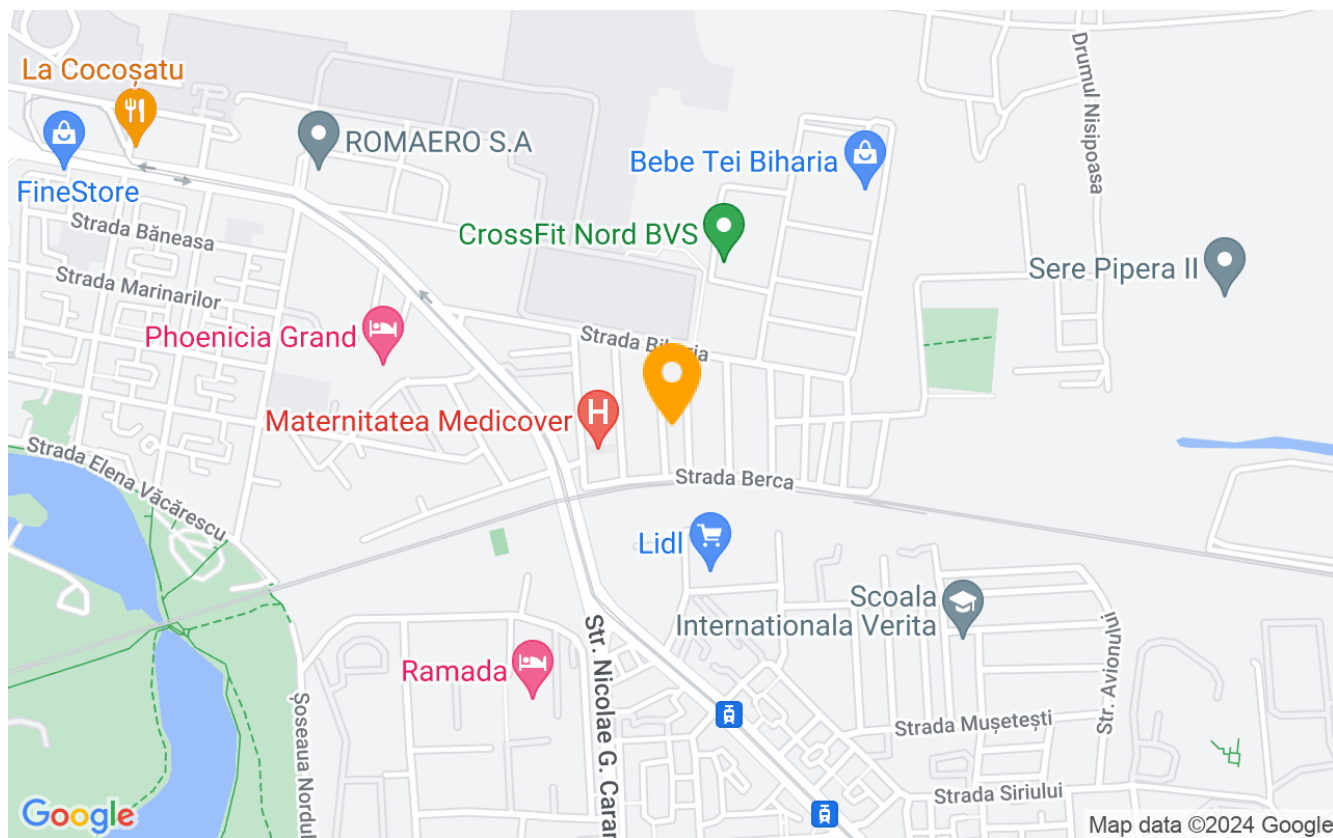 Drumul Nisipoasa
La Cocoșatu
ROMAERO S.A
Bebe Tei Biharia
FineStore
Strada Băneasa
CrossFit Nord BVS
Sere Pipera II
Strada Marinarilor
Phoenicia Grand
Strada Biharia
Maternitatea Medicover
H
Strada Elena Văcărescu
Strada Berca
Lidl
Scoala
Internationala Verita
Str. Nicolae G. Caran
Ramada
Str. Avionului
Șoseaua Nordul
Strada Mușetești
Strada Siriului
Google
Map data ©2024 Google